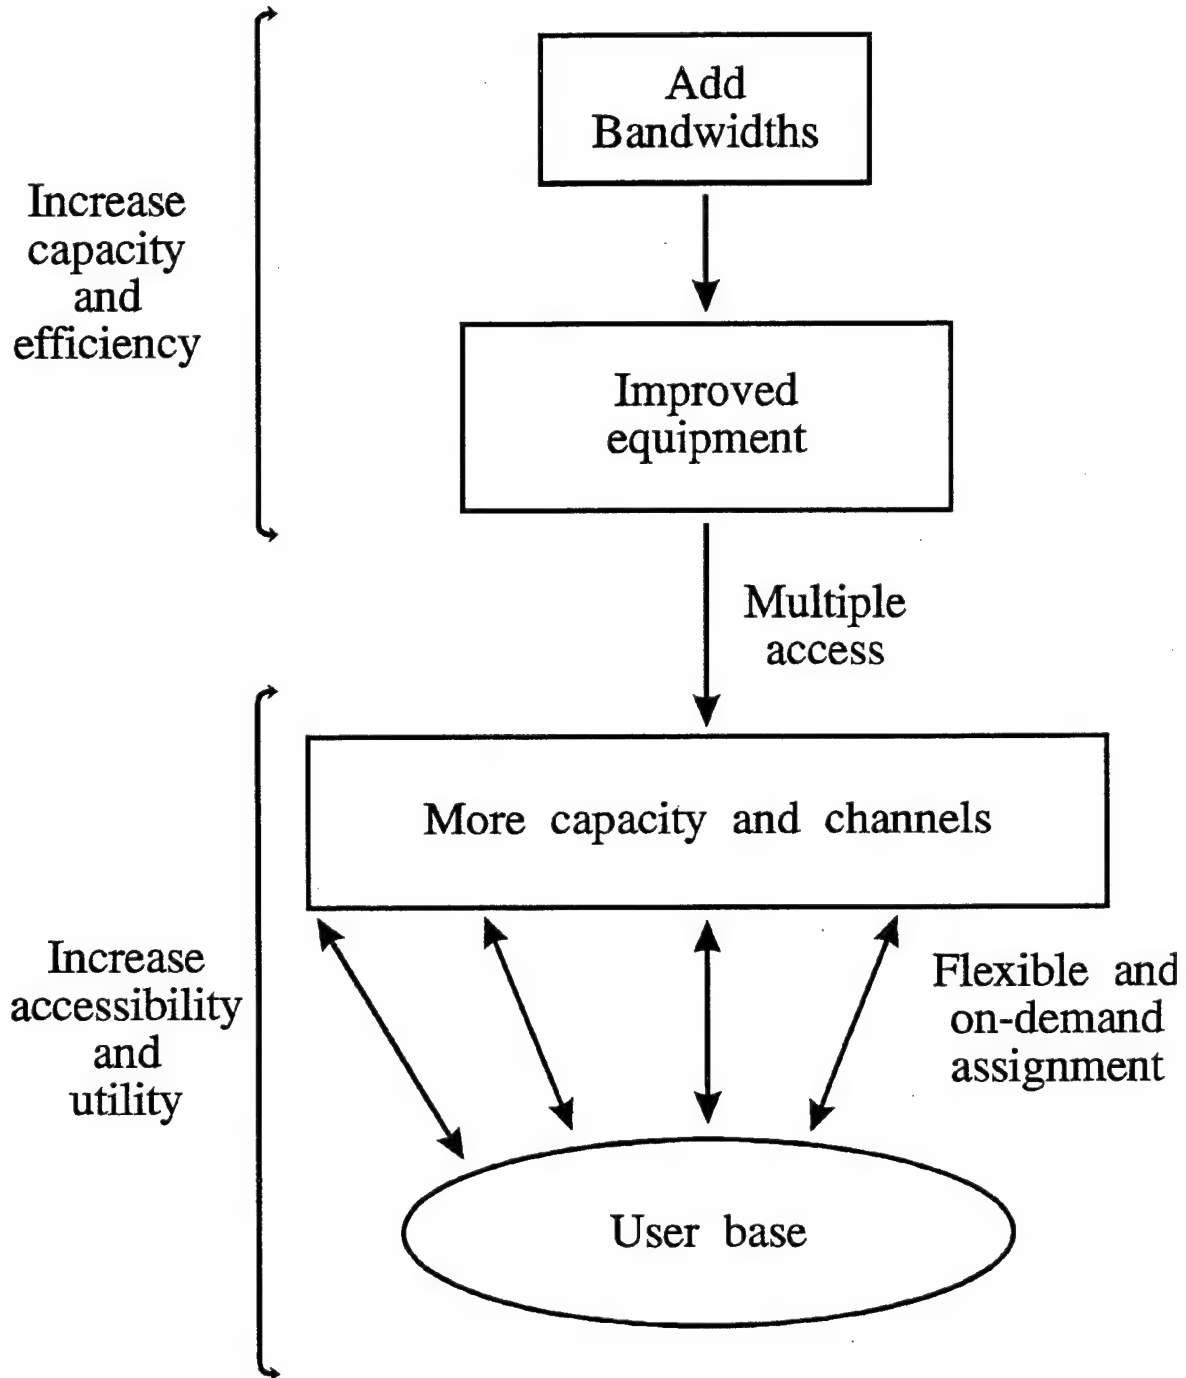 Add
Bandwidths
Increase
capacity
and
efficiency
Improved
equipment
Multiple
access
More capacity and channels
Increase
accessibility
and
utility
Flexible and
on-demand
assignment
User base